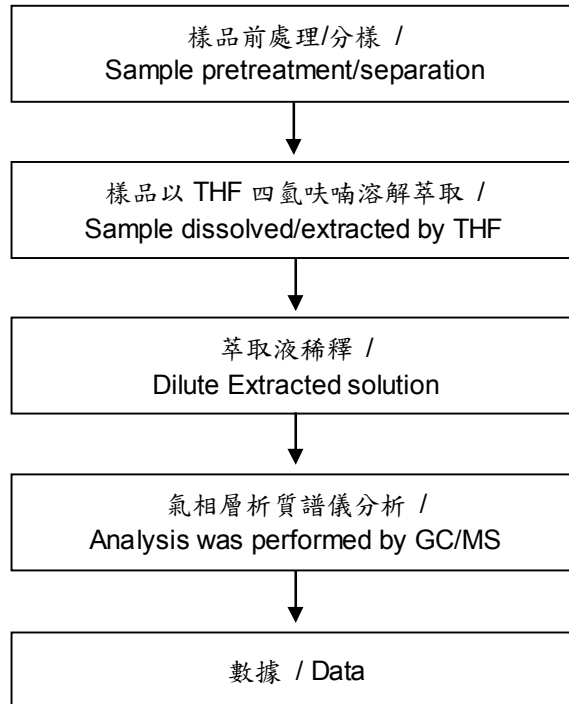 樣品前處理/分樣 /
Sample pretreatment/separation
樣品以 THF 四氫呋喃溶解萃取 /
Sample dissolved/extracted by THF
萃取液稀釋 /
Dilute Extracted solution
氣相層析質譜儀分析 /
Analysis was performed by GC/MS
數據 / Data